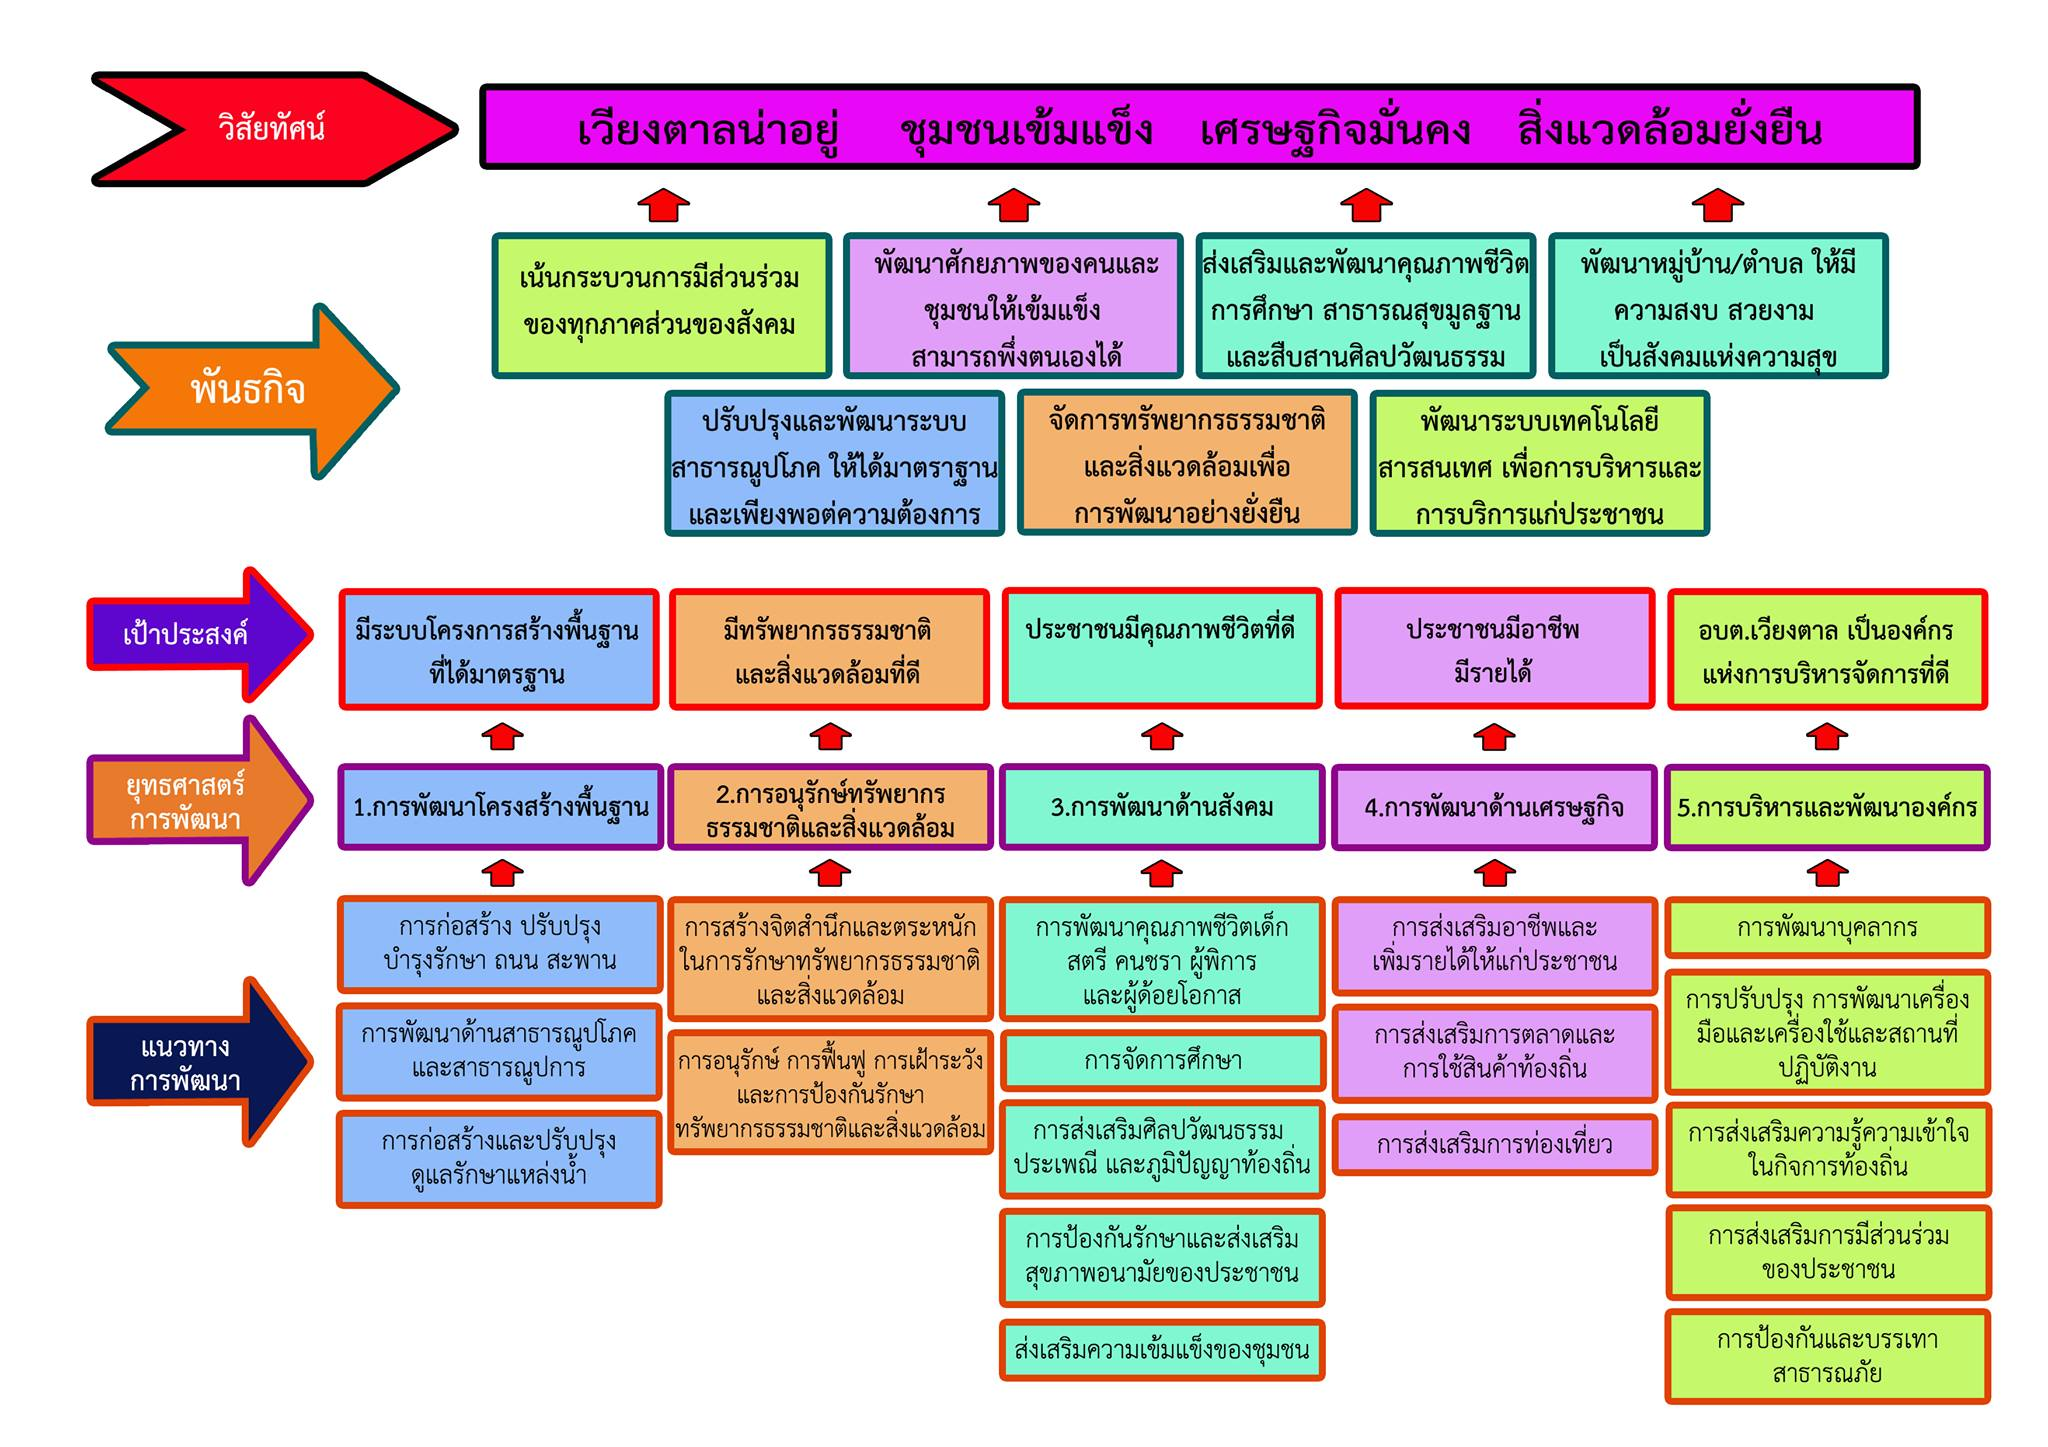 วิสัยทัศน์
เวียงตาลน่าอยู่ ชุมชนเข้มแข็ง เศรษฐกิจมั่นคง สิ่งแวดล้อมยั่งยืน
พันธกิจ
เน้นกระบวนการมีส่วนร่วม
ของทุกภาคส่วนของสังคม
พัฒนาศักยภาพของคนและ
ชุมชนให้เข้มแข็ง
สามารถพึ่งตนเองได้
ส่งเสริมและพัฒนาคุณภาพชีวิต
การศึกษา สาธารณสุขมูลฐาน
และสืบสานศิลปวัฒนธรรม
พัฒนาหมู่บ้าน/ตำบล ให้มี
ความสงบ สวยงาม
เป็นสังคมแห่งความสุข
ปรับปรุงและพัฒนาระบบ
สาธารณูปโภค ให้ได้มาตราฐาน
และเพียงพอต่ความต้องการ
จัดการทรัพยากรธรรมชาติ
และสิ่งแวดล้อมเพื่อ
การพัฒนาอย่างยั่งยืน
พัฒนาระบบเทคโนโลยี
สารสนเทศ เพื่อการบริหารและ
การบริการแก่ประชาชน
เป้าประสงค์
มีระบบโครงการสร้างพื้นฐาน
ที่ได้มาตรฐาน
มีทรัพยากรธรรมชาติ
และสิ่งแวดล้อมที่ดี
ประชาชนมีคุณภาพชีวิตที่ดี
ประชาชนมีอาชีพ
มีรายได้
อบต.เวียงตาล เป็นองค์กร
แห่งการบริหารจัดการที่ดี
ยุทธศาสตร์
การพัฒนา
1.การพัฒนาโครงสร้างพื้นฐาน
2.การอนุรักษ์ทรัพยากร
ธรรมชาติและสิ่งแวดล้อม
3.การพัฒนาด้านสังคม
4.การพัฒนาด้านเศรษฐกิจ
5.การบริหารและพัฒนาองค์กร
แนวทาง
การพัฒนา
การก่อสร้าง ปรับปรุง
บำรุงรักษา ถนน สะพาน
การพัฒนาด้านสาธารณูปโภค
และสาธารณูปการ
การก่อสร้างและปรับปรุง
ดูแลรักษาแหล่งน้ำ
การสร้างจิตสำนึกและตระหนัก
ในการรักษาทรัพยากรธรรมชาติ
และสิ่งแวดล้อม
การอนุรักษ์ การฟื้นฟู การเฝ้าระวัง
และการป้องกันรักษา
ทรัพยากรธรรมชาติและสิ่งแวดล้อม
การพัฒนาคุณภาพชีวิตเด็ก
สตรี คนชรา ผู้พิการ
และผู้ด้อยโอกาส
การจัดการศึกษา
การส่งเสริมศิลปวัฒนธรรม
ประเพณี และภูมิปัญญาท้องถิ่น
การป้องกันรักษาและส่งเสริม
สุขภาพอนามัยของประชาชน
ส่งเสริมความเข้มแข็งของชุมชน
การส่งเสริมอาชีพและ
เพิ่มรายได้ให้แก่ประชาชน
การส่งเสริมการตลาดและ
การใช้สินค้าท้องถิ่น
การส่งเสริมการท่องเที่ยว
การพัฒนาบุคลากร
การปรับปรุง การพัฒนาเครื่อง
มือและเครื่องใช้และสถานที่
ปฏิบัติงาน
การส่งเสริมความรู้ความเข้าใจ
ในกิจการท้องถิ่น
การส่งเสริมการมีส่วนร่วม
ของประชาชน
การป้องกันและบรรเทา
สาธารณภัย